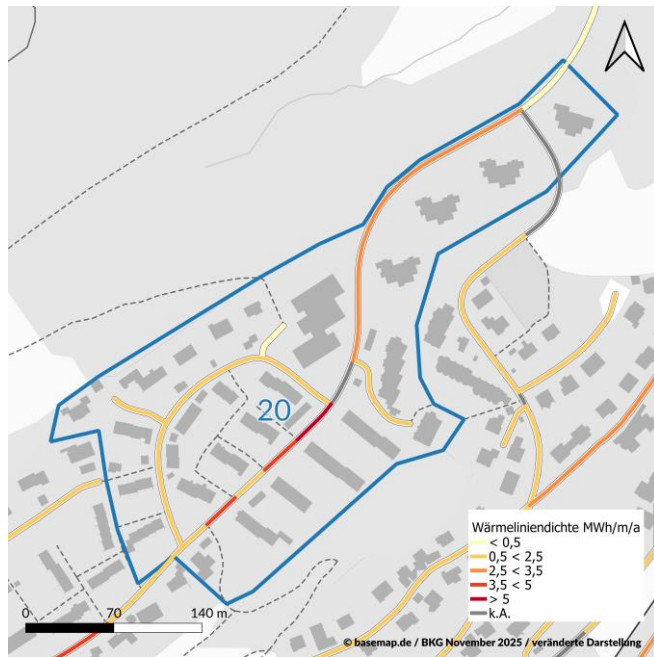 20
Wärmeliniendichte MWh/m/a
< 0,5
0,5 < 2,5
2,5 < 3,5
3,5 < 5
> 5
k.A.
0 70 140 m
© basemap.de / BKG November 2025 / veränderte Darstellung